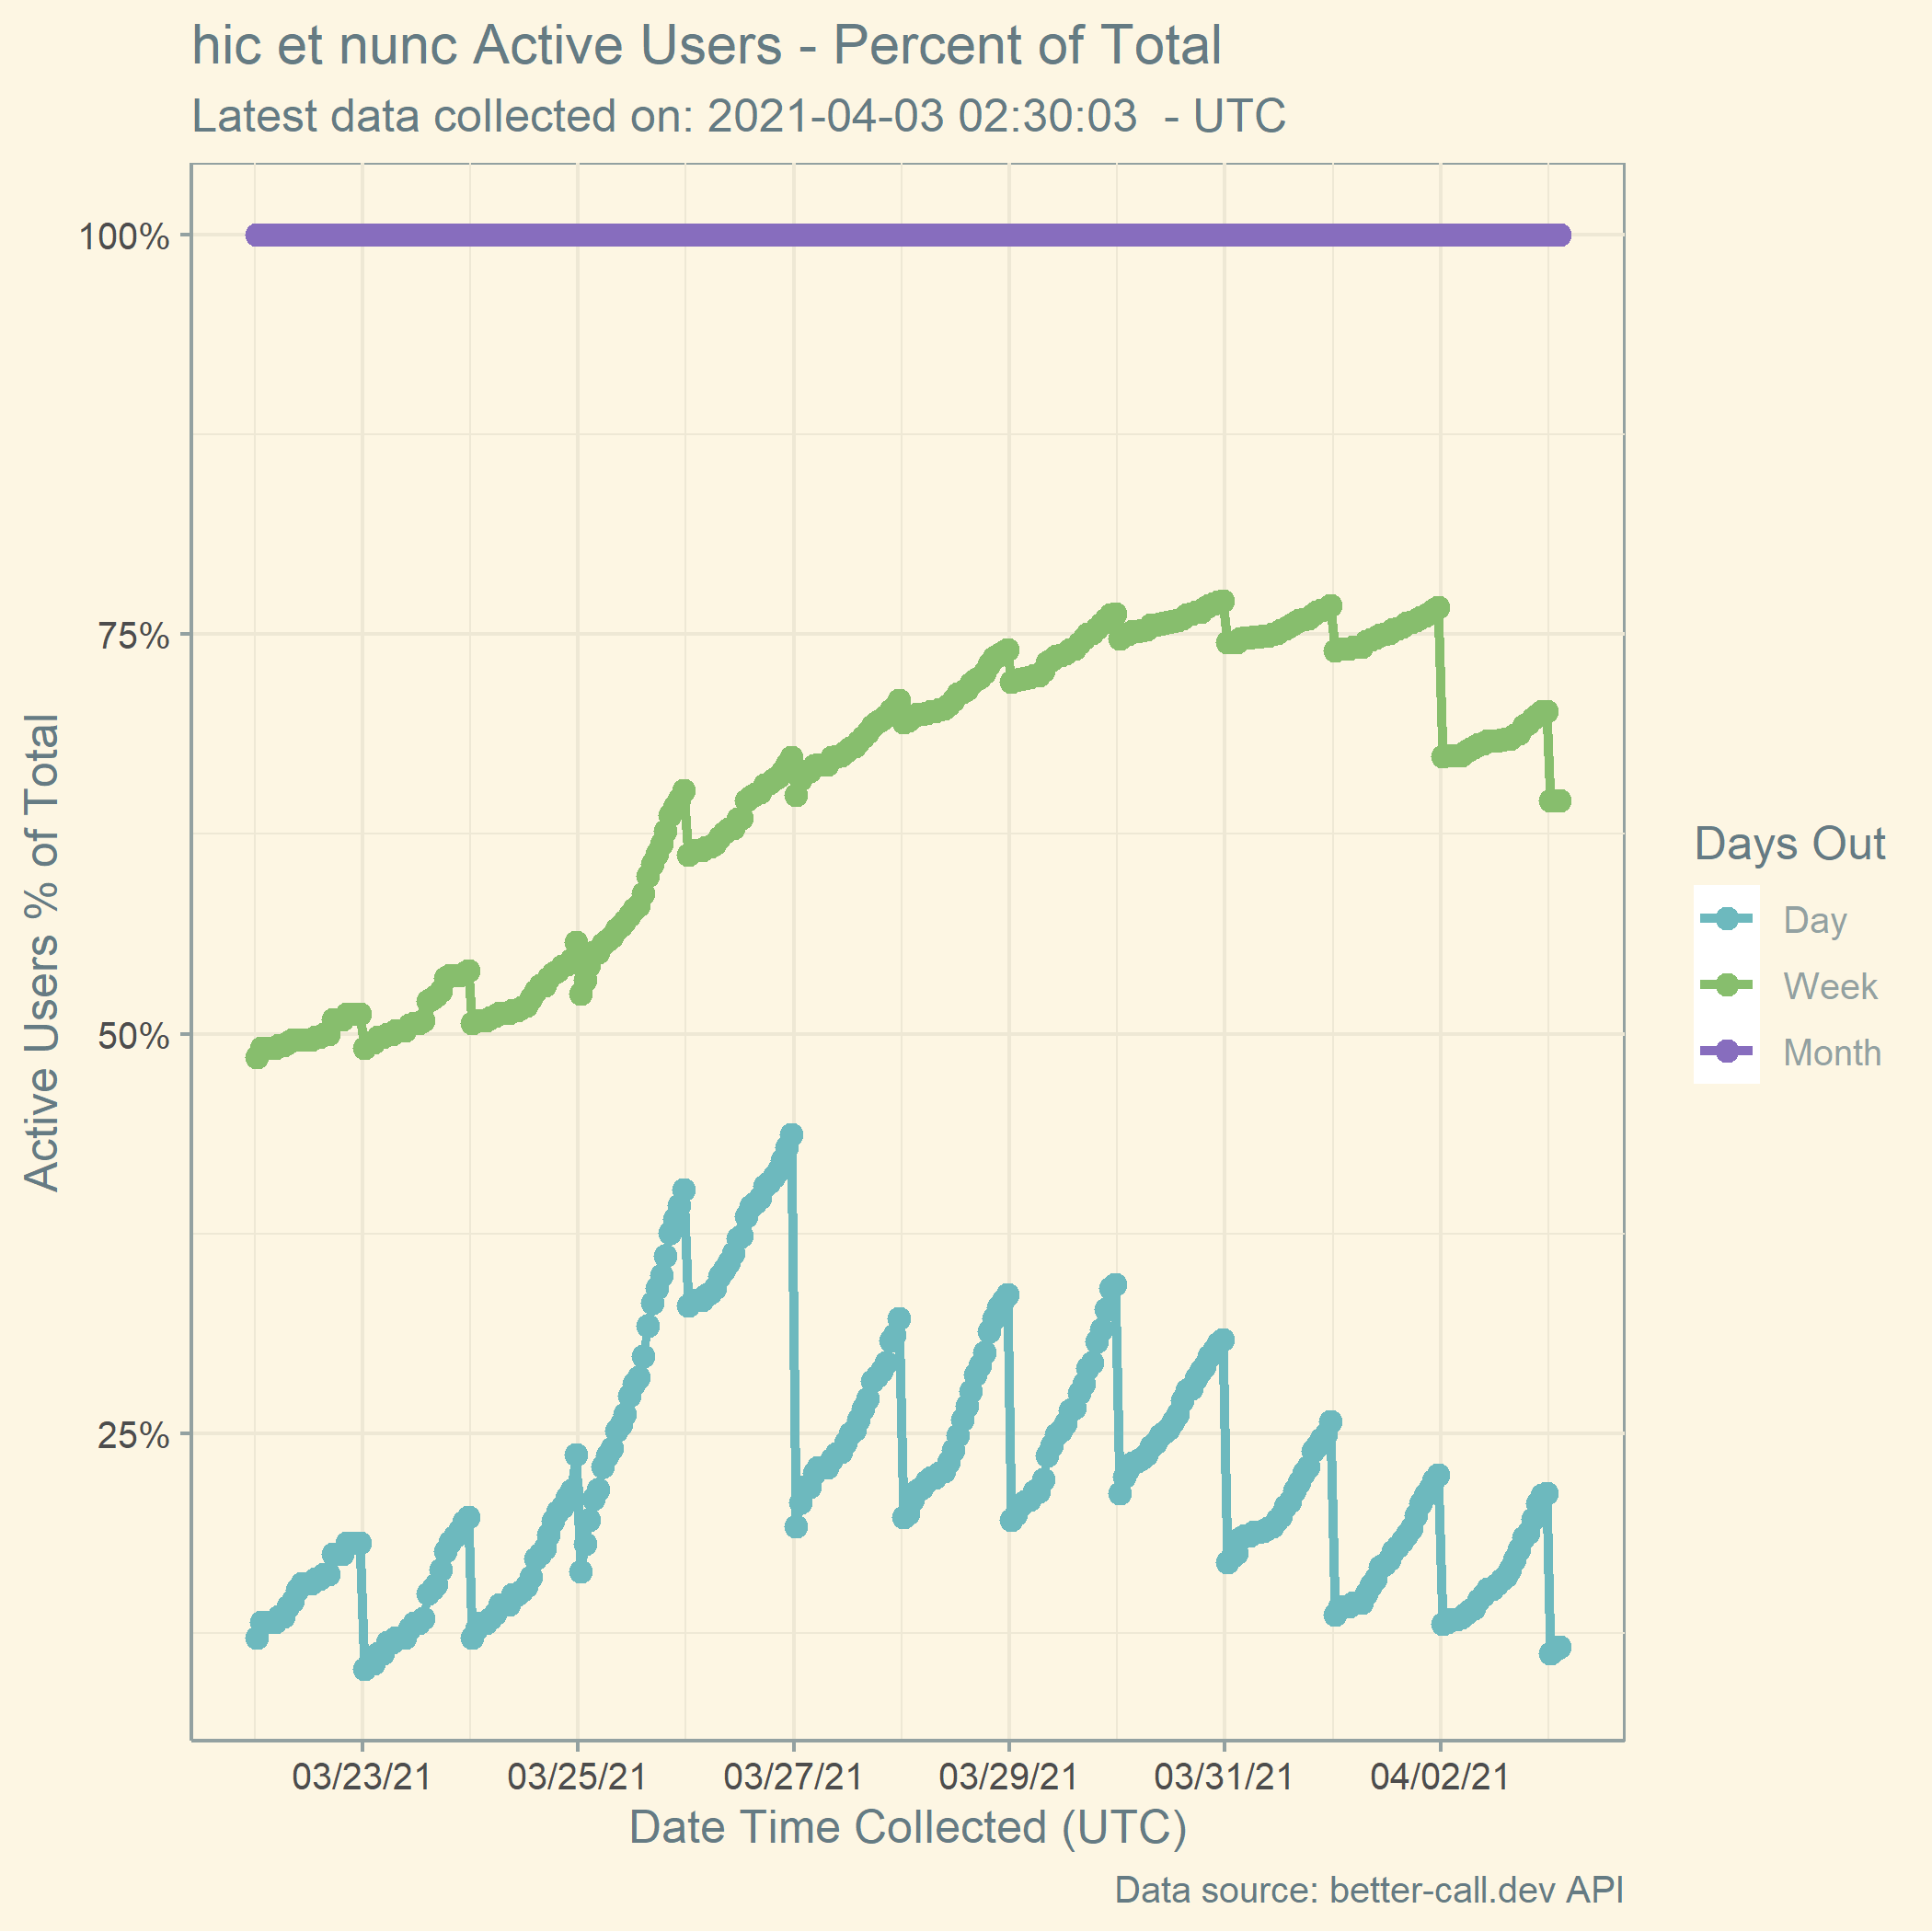 hic et nunc Active Users - Percent of Total
Latest data collected on: 2021-04-03 02:30:03  - UTC
Active Users % of Total
100%
75%
50%
25%
03/23/21 03/25/21 03/27/21 03/29/21 03/31/21 04/02/21
Date Time Collected (UTC)
Days Out
Day
Week
Month
Data source: better-call.dev API